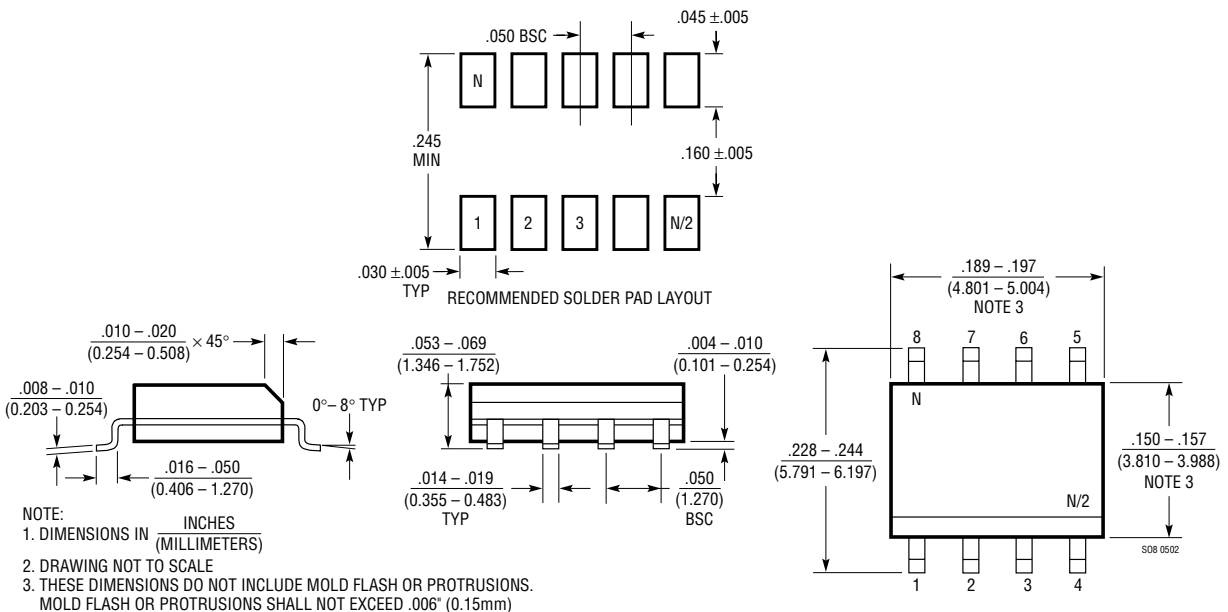 .050 BSC
.045 ±.005
N
.245
MIN
.160 ±.005
1 2 3 N/2
.030 ±.005
TYP
RECOMMENDED SOLDER PAD LAYOUT
.189 – .197
(4.801 – 5.004)
NOTE 3
8 7 6 5
N
.228 – .244
(5.791 – 6.197)
.150 – .157
(3.810 – 3.988)
NOTE 3
N/2
1 2 3 4
SO8 0502
.010 – .020
(0.254 – 0.508)
× 45°
.008 – .010
(0.203 – 0.254)
0°– 8° TYP
.016 – .050
(0.406 – 1.270)
.053 – .069
(1.346 – 1.752)
.004 – .010
(0.101 – 0.254)
.014 – .019
(0.355 – 0.483)
TYP
.050
(1.270)
BSC
NOTE:
1. DIMENSIONS IN INCHES
(MILLIMETERS)
2. DRAWING NOT TO SCALE
3. THESE DIMENSIONS DO NOT INCLUDE MOLD FLASH OR PROTRUSIONS.
MOLD FLASH OR PROTRUSIONS SHALL NOT EXCEED .006" (0.15mm)